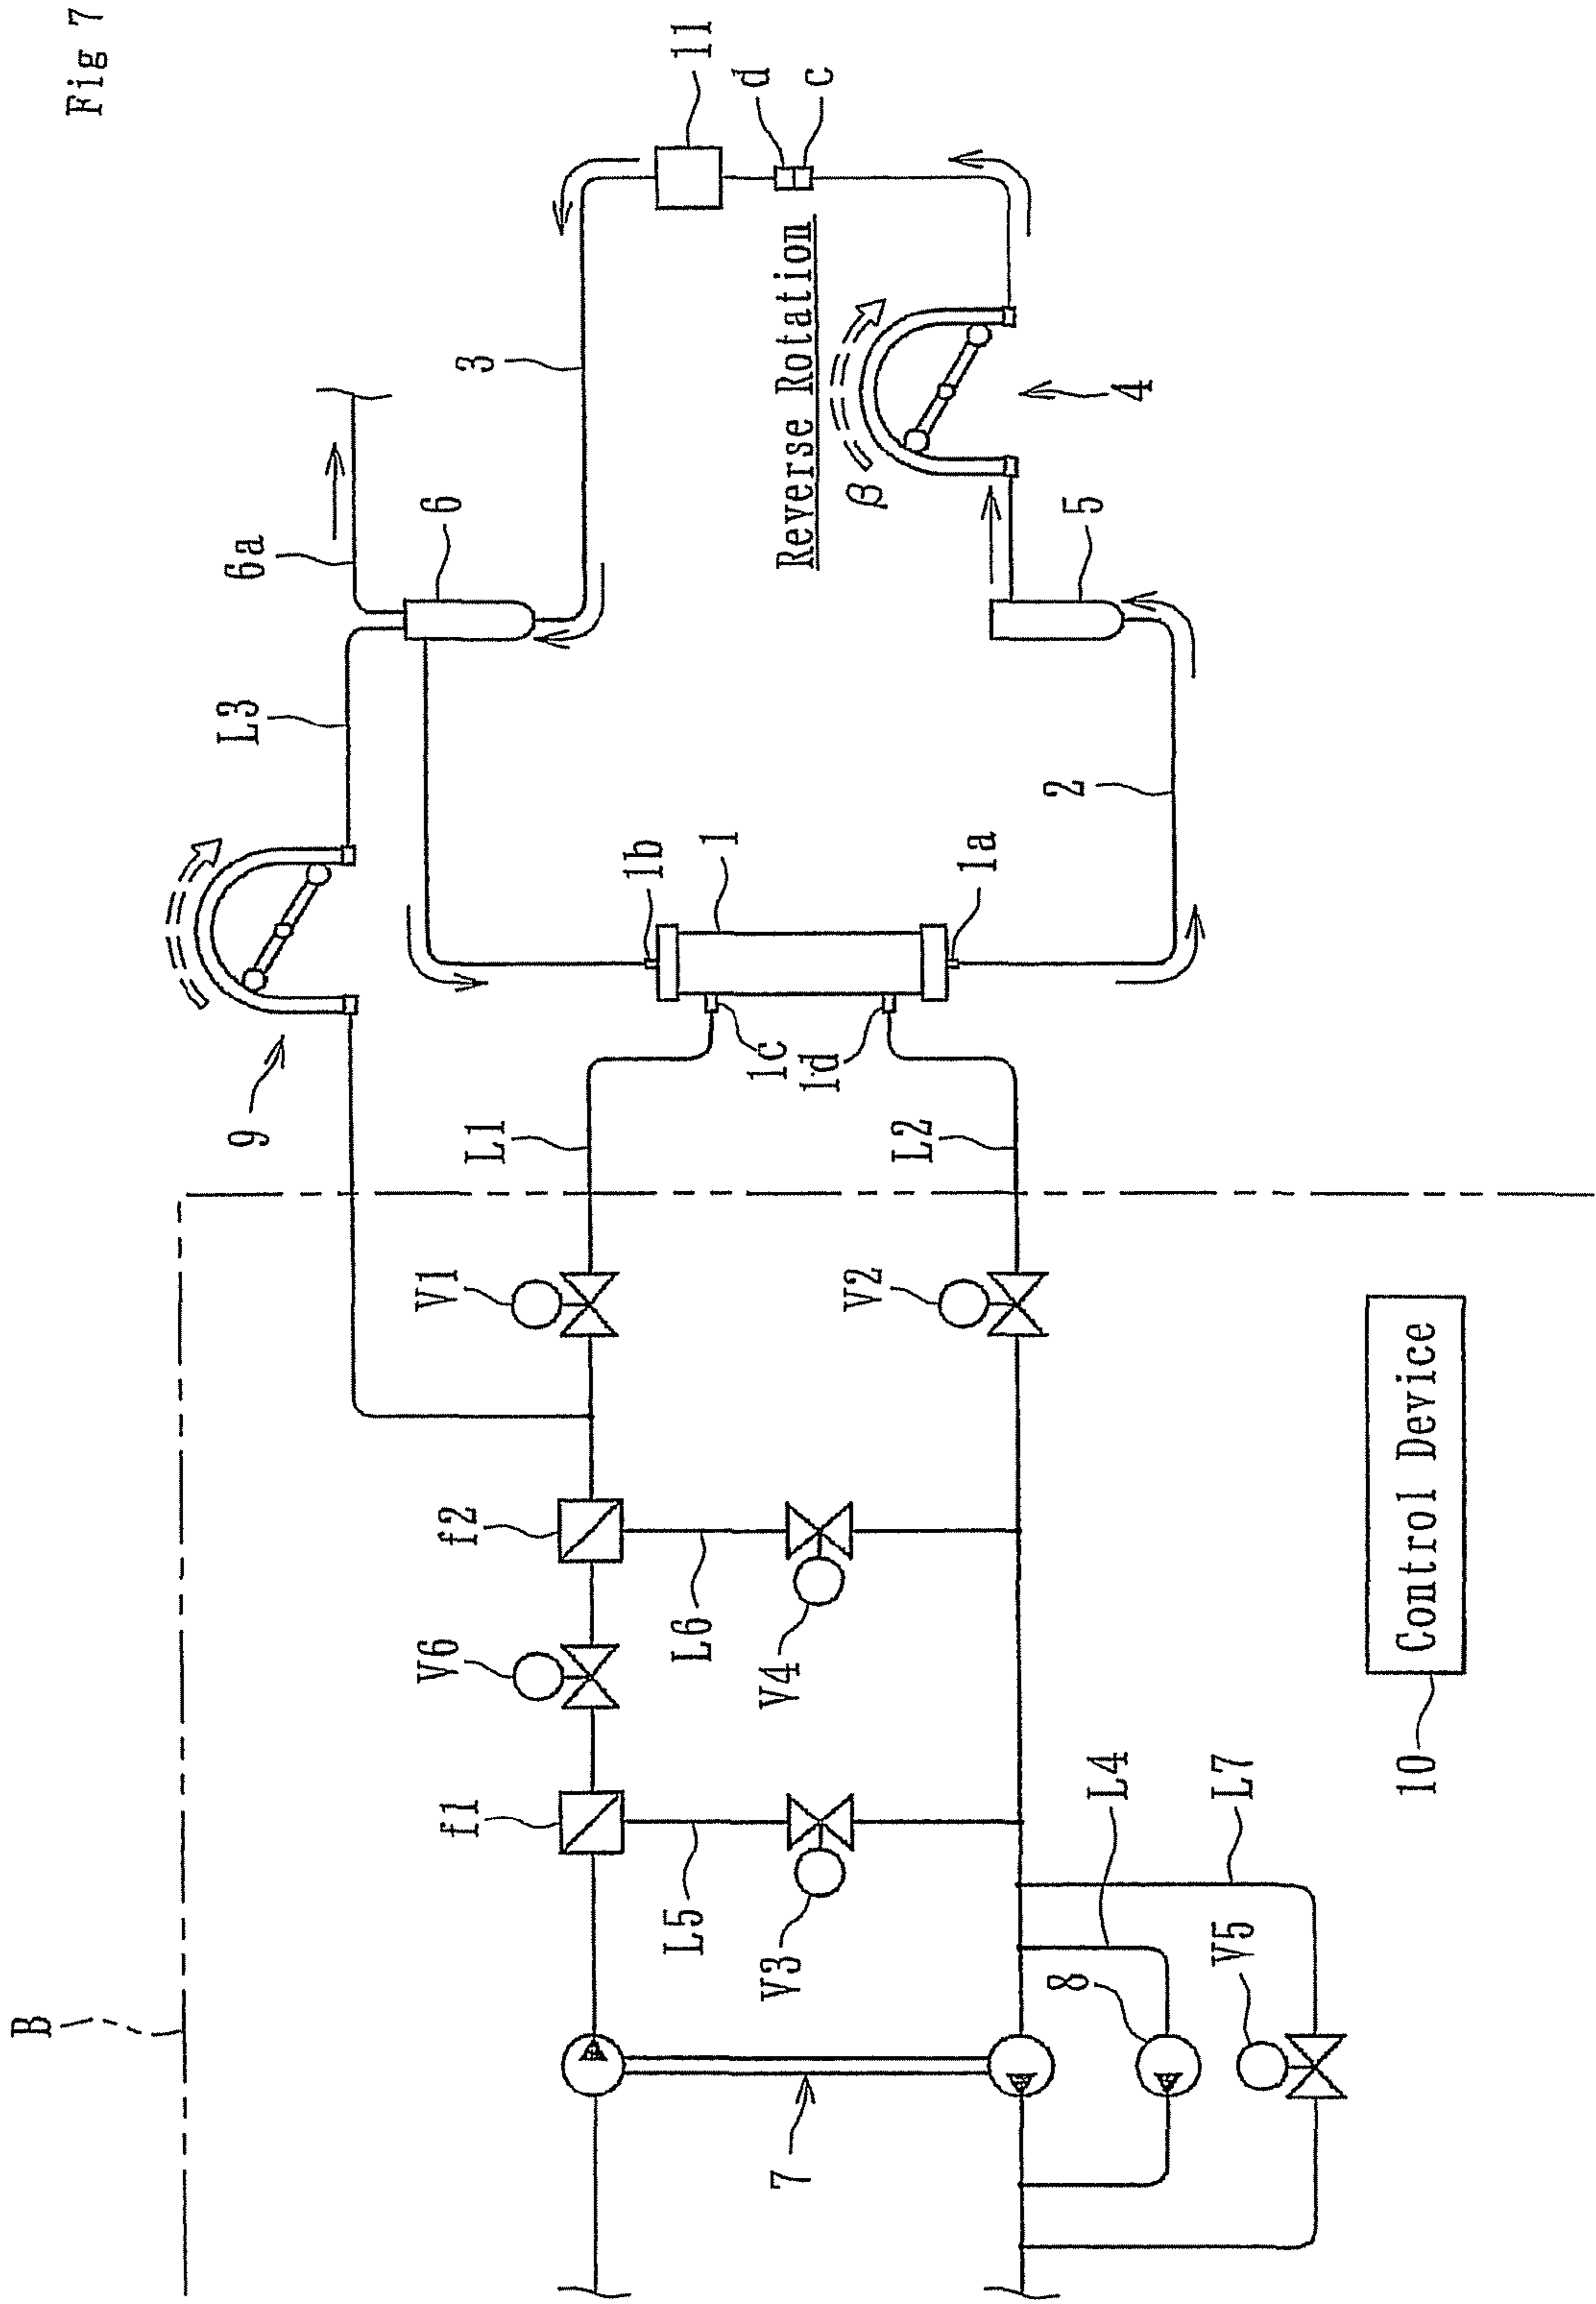 Fig 7
11
d
c
3
Reverse Rotation
β
4
6a
6
5
L3
2
1b
1
1a
1c
1d
9
L1
L2
V1
V2
f2
V6
L6
V4
f1
L5
V3
L4
L7
V5
8
B
7
10
Control Device